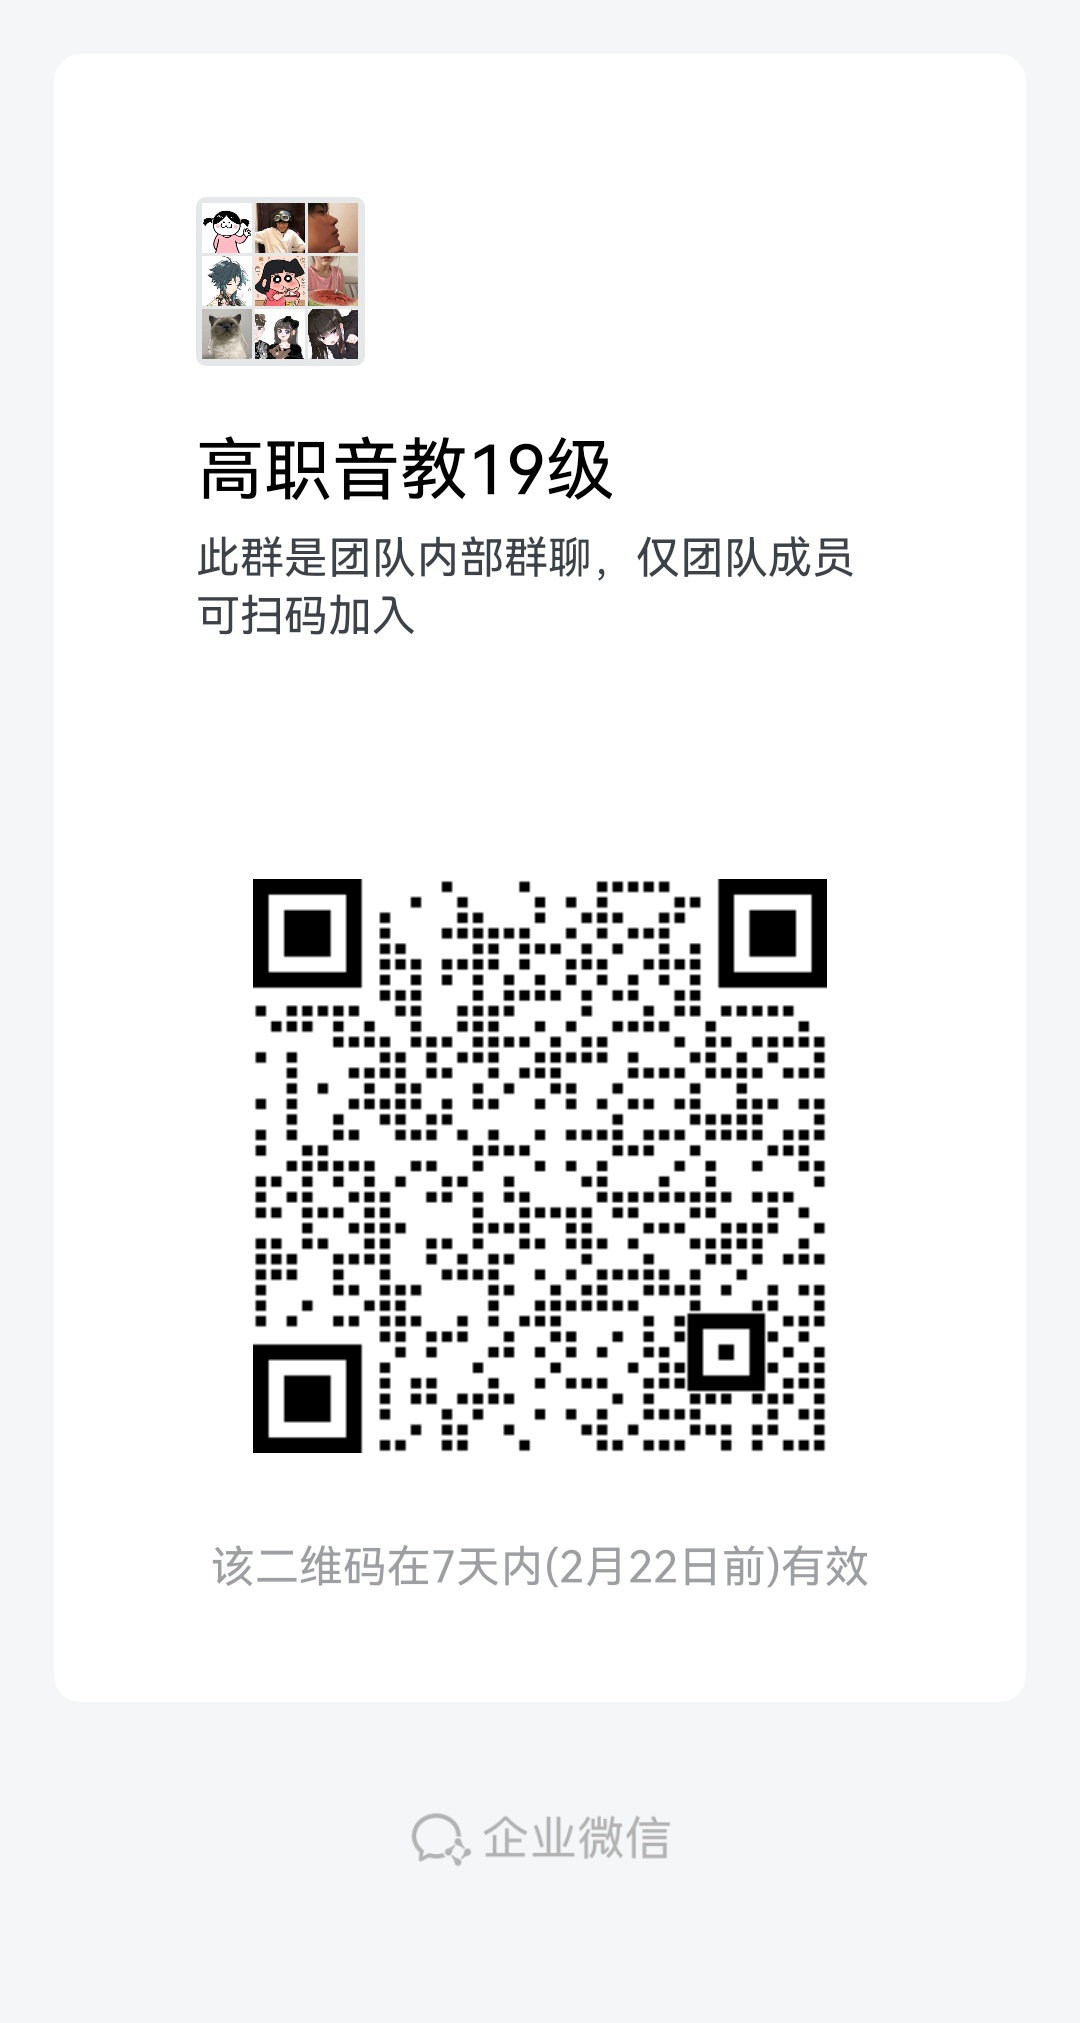 高职音教19级
此群是团队内部群聊，仅团队成员
可扫码加入
该二维码在7天内(2月22日前)有效
企业微信